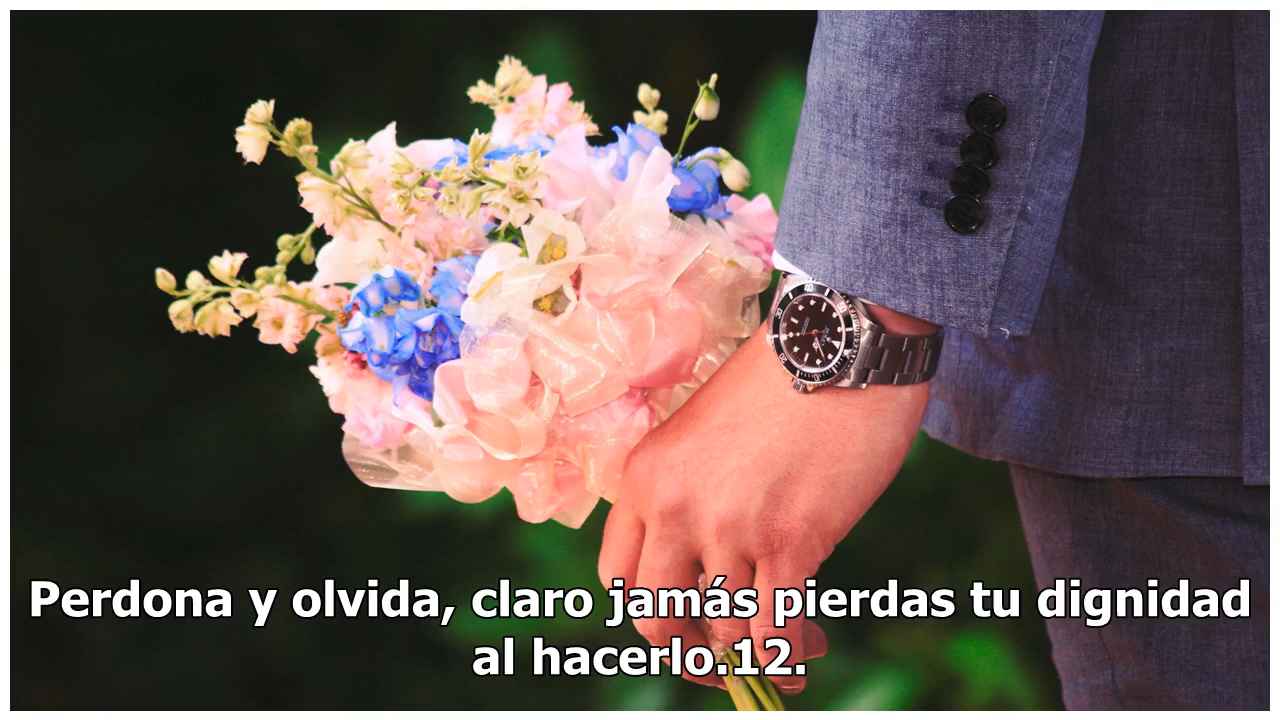 Perdona y olvida, claro jamás pierdas tu dignidad
al hacerlo.12.